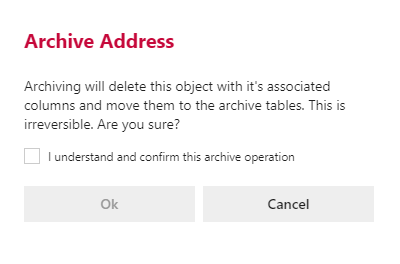 Archive Address
Archiving will delete this object with it's associated
columns and move them to the archive tables. This is
irreversible. Are you sure?
I understand and confirm this archive operation
Ok
Cancel